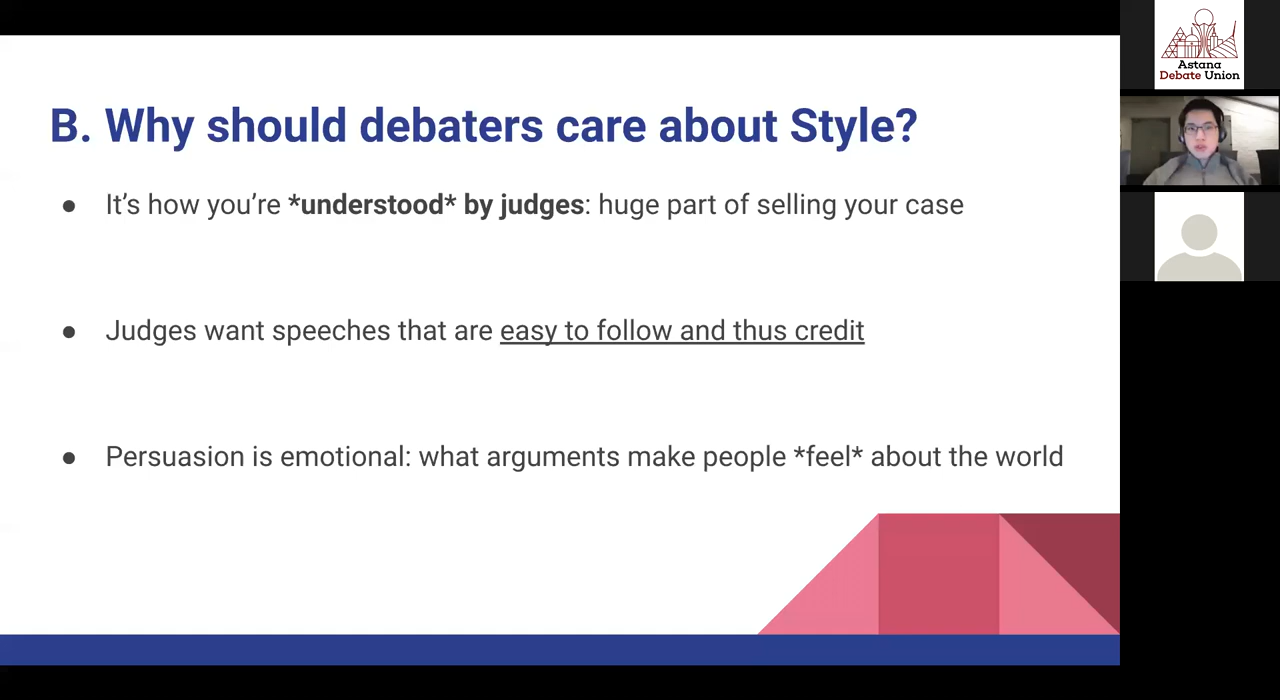 B. Why should debaters care about Style?
● It’s how you’re *understood* by judges: huge part of selling your case
● Judges want speeches that are easy to follow and thus credit
● Persuasion is emotional: what arguments make people *feel* about the world
Astana
Debate Union